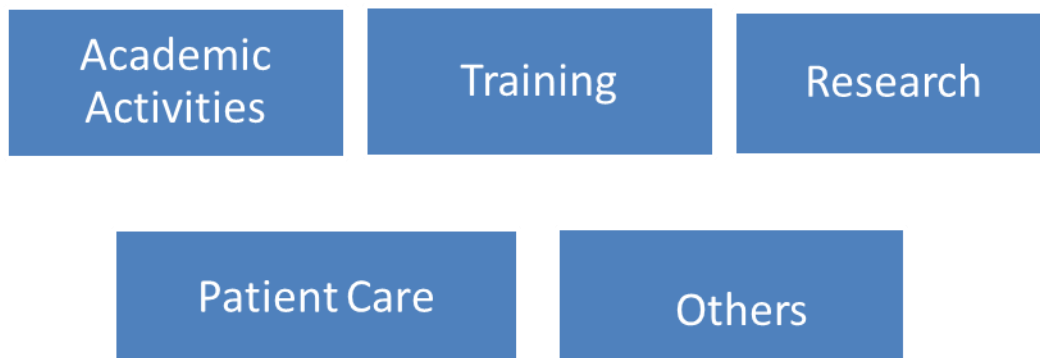 Academic
Activities
Training
Research
Patient Care
Others